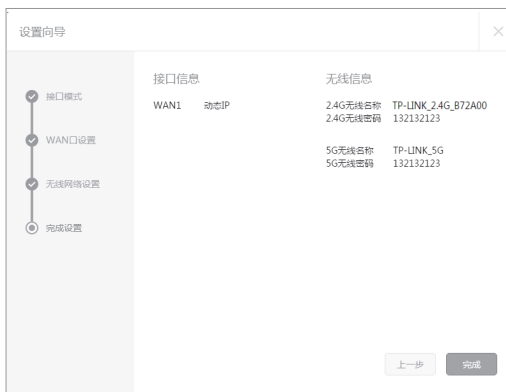 设置向导
接口模式
WAN口设置
无线网络设置
完成设置
接口信息
WAN1 动态IP
无线信息
2.4G无线名称 TP-LINK_2.4G_B72A00
2.4G无线密码 132132123
5G无线名称 TP-LINK_5G
5G无线密码 132132123
上一步 完成